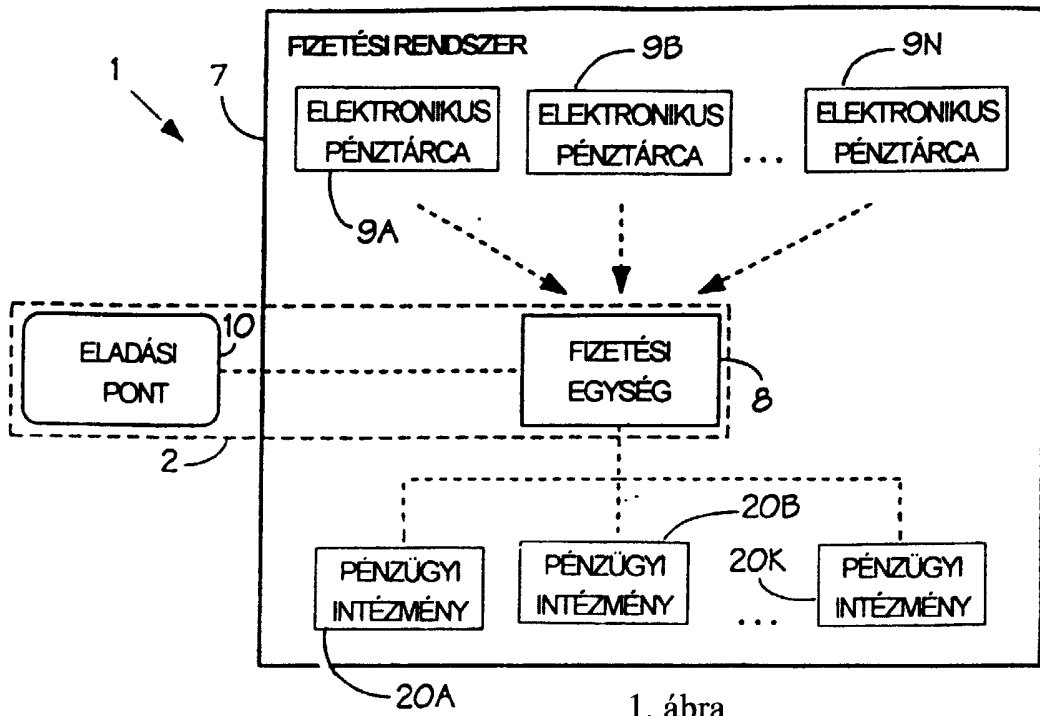 FIZETÉSI RENDSZER
1
7
9B
9N
ELEKTRONIKUS
PÉNZTÁRCA
ELEKTRONIKUS
PÉNZTÁRCA
...
ELEKTRONIKUS
PÉNZTÁRCA
9A
10
ELADÁSI
PONT
FIZETÉSI
EGYSÉG
8
2
20B
20K
PÉNZÜGYI
INTÉZMÉNY
PÉNZÜGYI
INTÉZMÉNY
...
PÉNZÜGYI
INTÉZMÉNY
20A
1. ábra